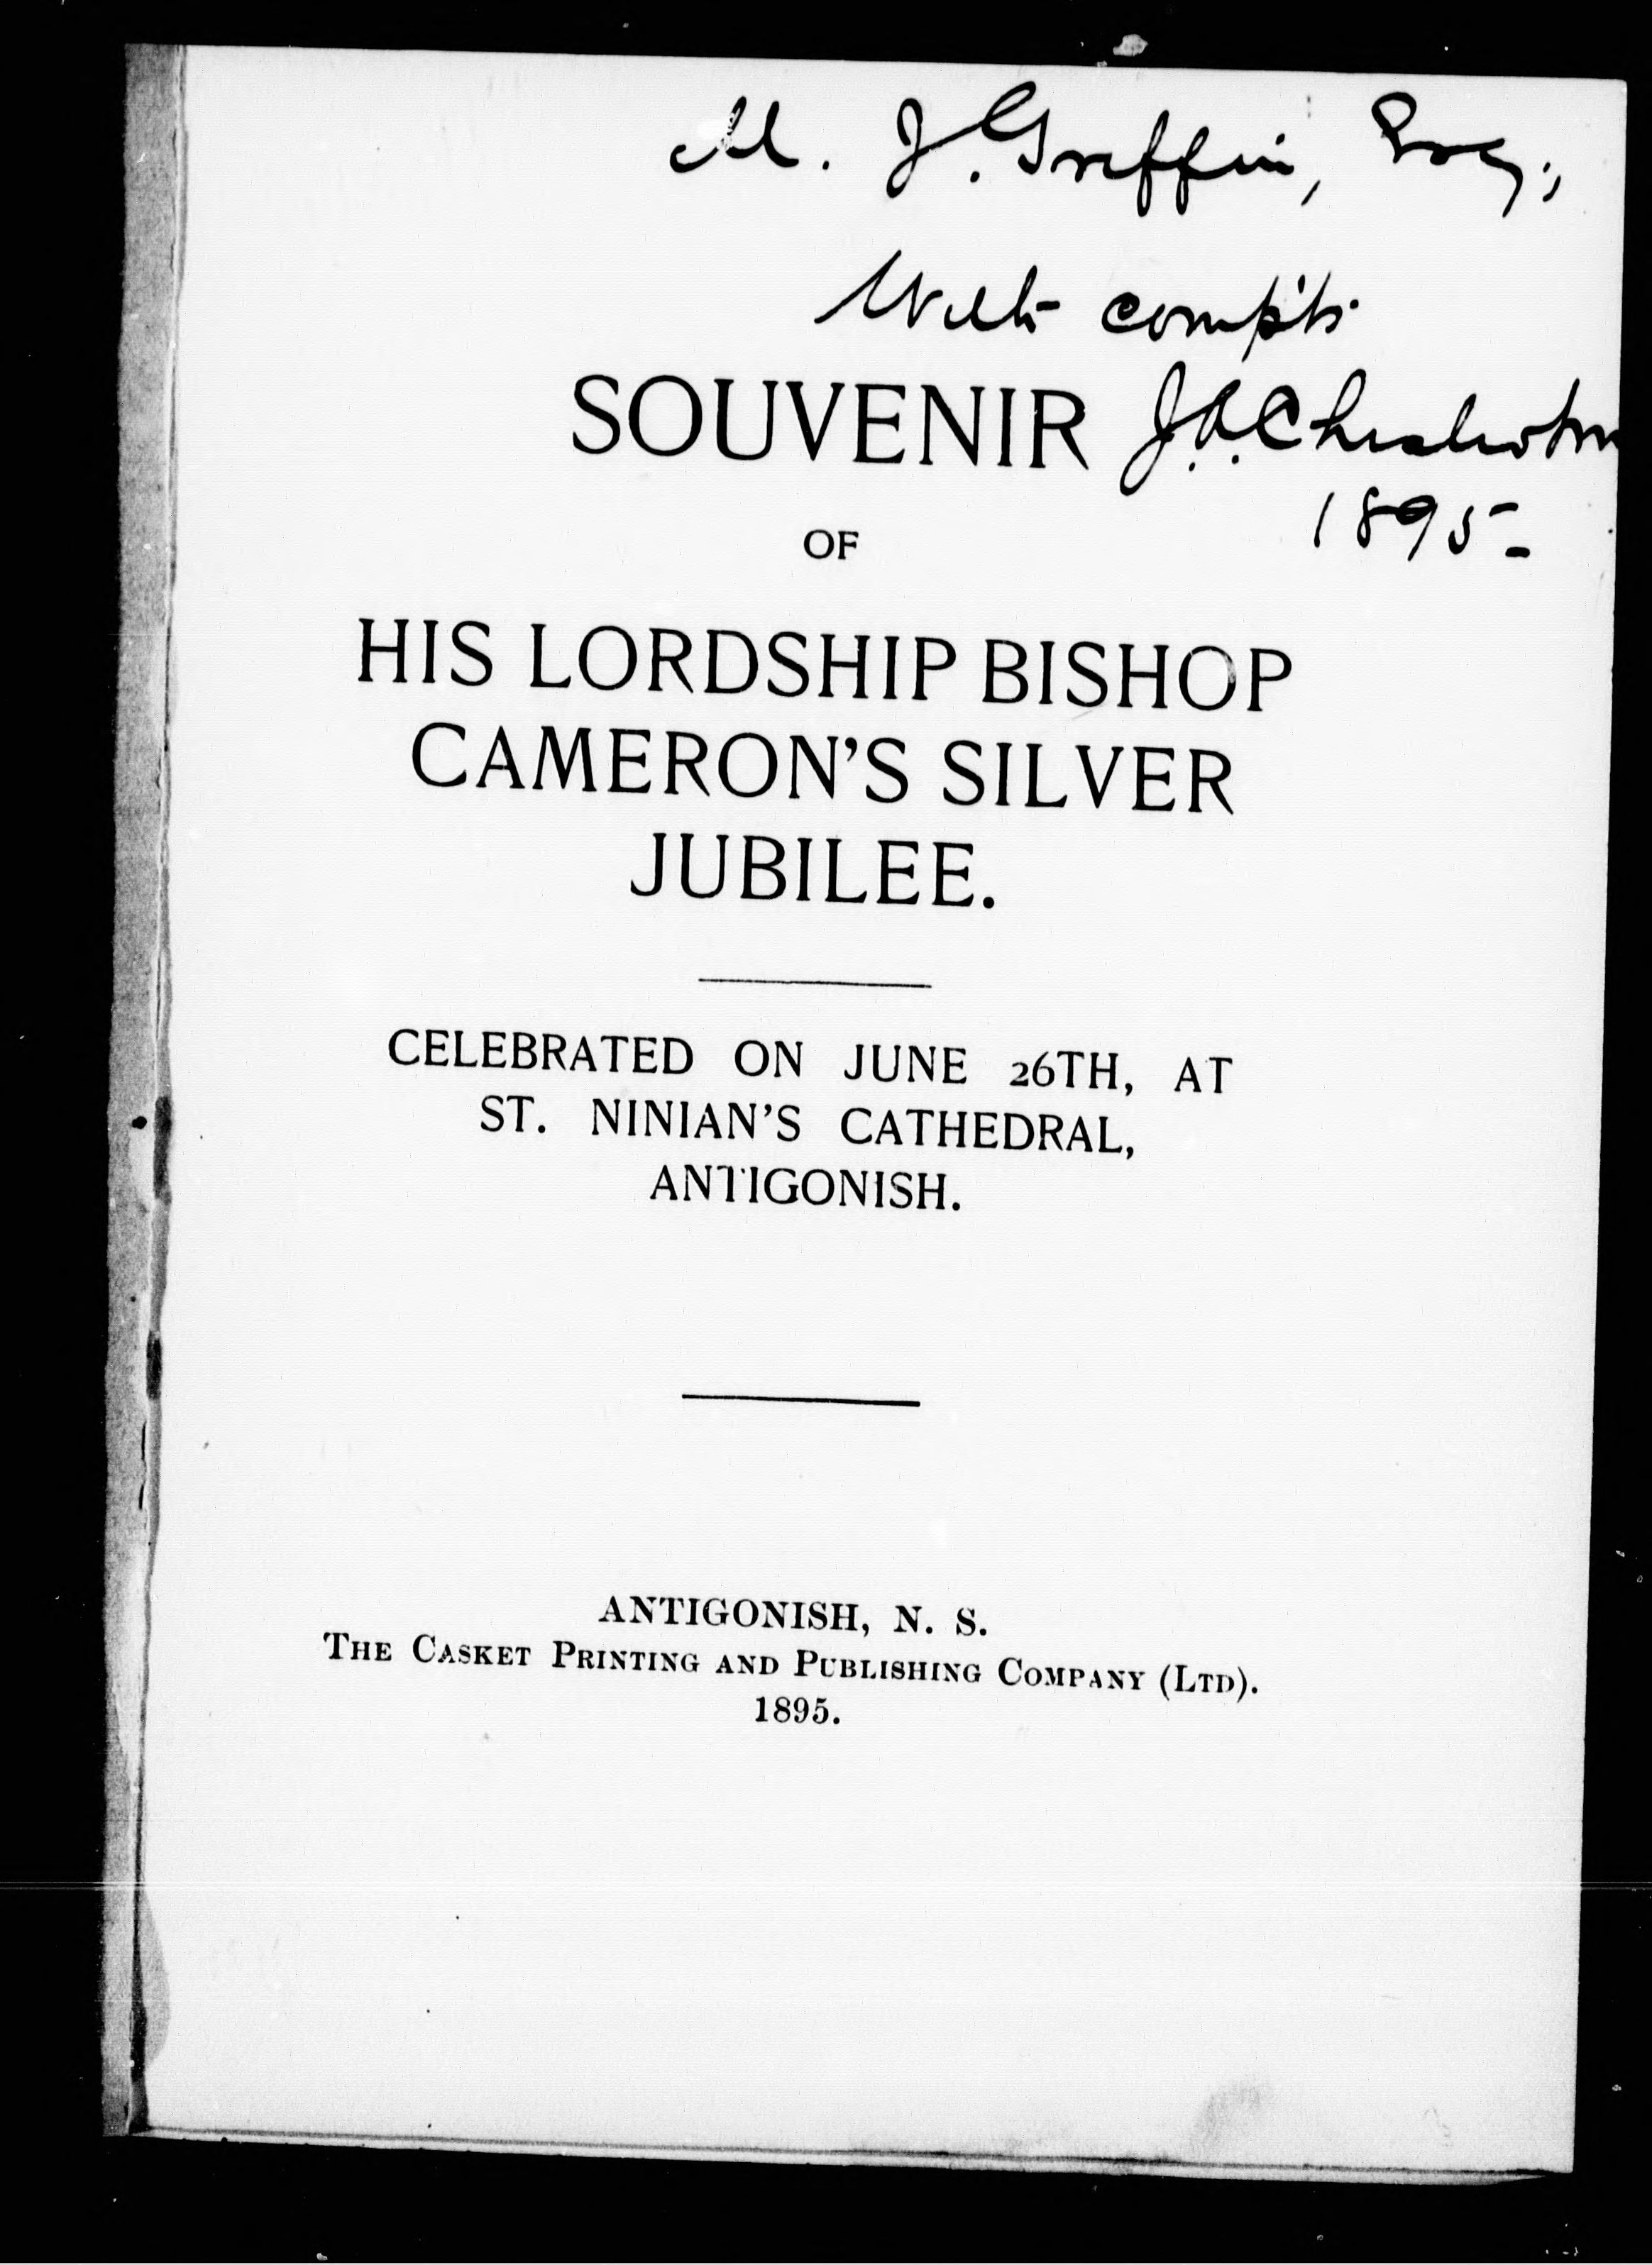 M. J. Griffin, Esq.,
With compts
J. A. Chisholm
1895-
SOUVENIR
OF
HIS LORDSHIP BISHOP
CAMERON'S SILVER
JUBILEE.
CELEBRATED ON JUNE 26TH, AT
ST. NINIAN'S CATHEDRAL,
ANTIGONISH.
ANTIGONISH, N. S.
THE CASKET PRINTING AND PUBLISHING COMPANY (LTD).
1895.